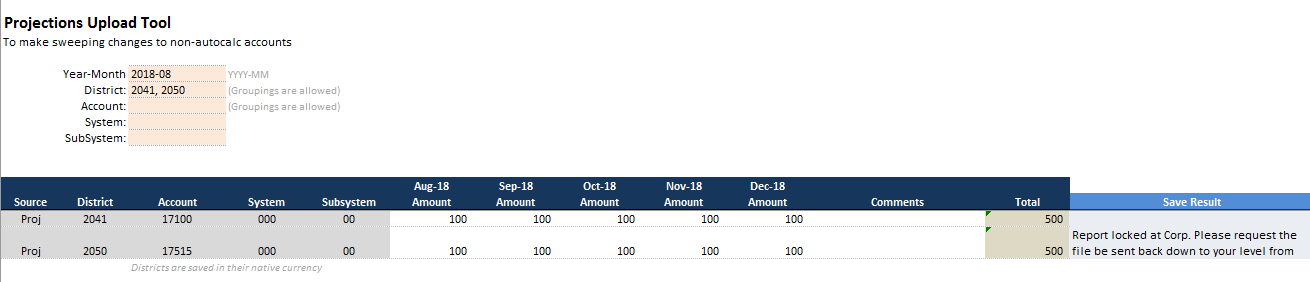 Projections Upload Tool
To make sweeping changes to non-autocalc accounts
Year-Month 2018-08 YYYY-MM
District: 2041, 2050 (Groupings are allowed)
Account: (Groupings are allowed)
System:
SubSystem:
Aug-18 Sep-18 Oct-18 Nov-18 Dec-18
Source District Account System Subsystem Amount Amount Amount Amount Amount Comments Total Save Result
Proj 2041 17100 000 00 100 100 100 100 100 500
Report locked at Corp. Please request the
Proj 2050 17515 000 00 100 100 100 100 100 500 file be sent back down to your level from
Districts are saved in their native currency